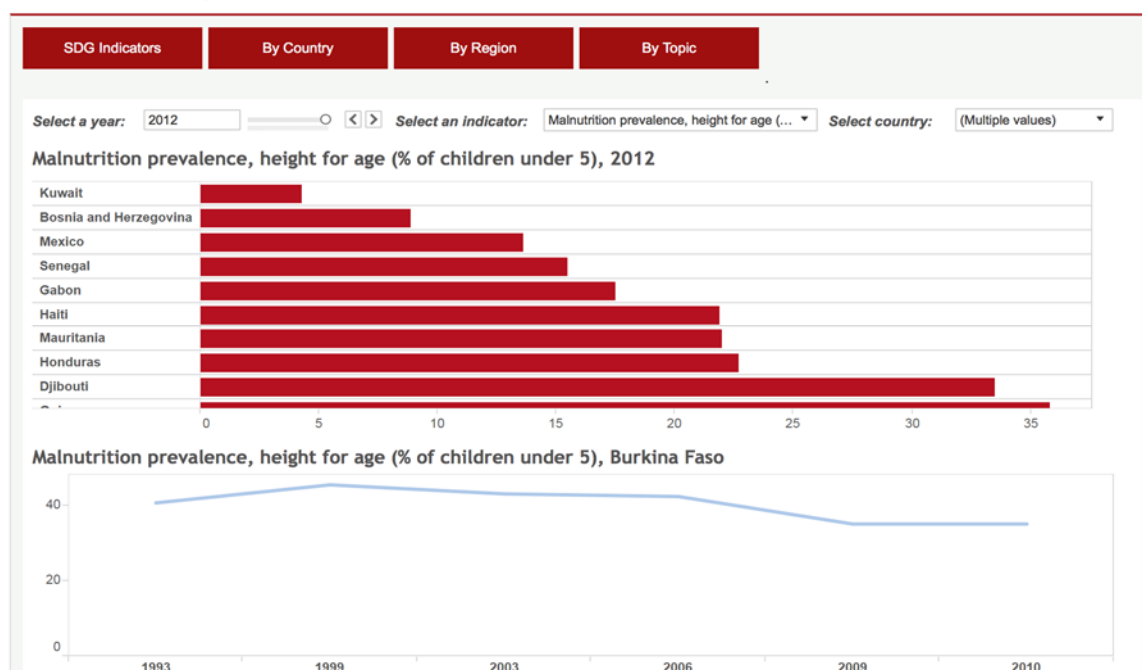 SDG Indicators By Country By Region By Topic
Select a year: 2012 Select an indicator: Malnutrition prevalence, height for age (... Select country: (Multiple values)
Malnutrition prevalence, height for age (% of children under 5), 2012
Kuwait
Bosnia and Herzegovina
Mexico
Senegal
Gabon
Haiti
Mauritania
Honduras
Djibouti
0 5 10 15 20 25 30 35
Malnutrition prevalence, height for age (% of children under 5), Burkina Faso
40
20
0
1993 1999 2003 2006 2009 2010